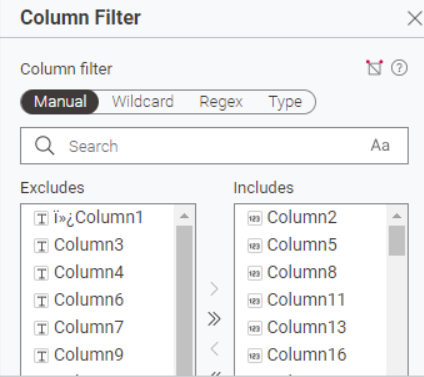 Column Filter
Column filter
Manual Wildcard Regex Type
Search Aa
Excludes Includes
ï»¿Column1
Column3
Column4
Column6
Column7
Column9
Column2
Column5
Column8
Column11
Column13
Column16